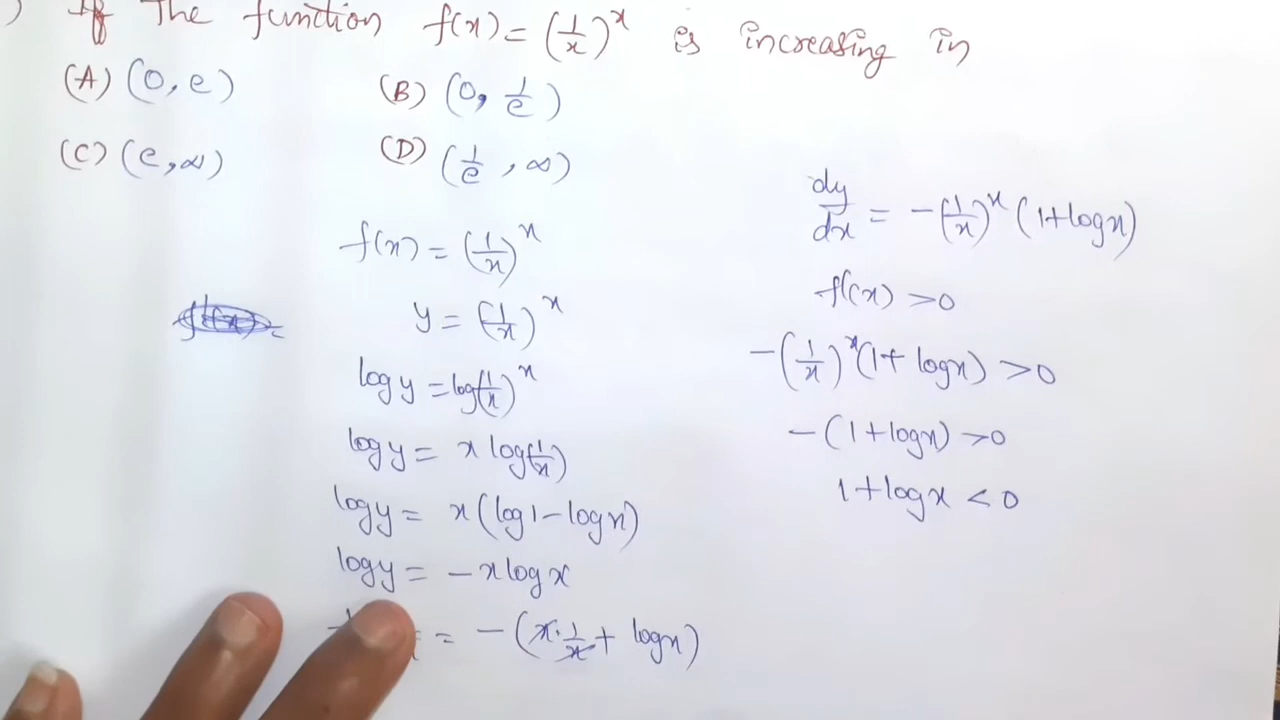 ) If The function f(x) = (1/x)^x is increasing in
(A) (0, e) (B) (0, 1/e)
(C) (e, ∞) (D) (1/e, ∞)
f(x) = (1/x)^x
y = (1/x)^x
log y = log(1/x)^x
log y = x log(1/x)
log y = x(log 1 - log x)
log y = -x log x
= -(x·1/x + log x)
dy/dx = -(1/x)^x (1+log x)
f'(x) > 0
-(1/x)^x (1+ log x) > 0
-(1+log x) > 0
1+log x < 0